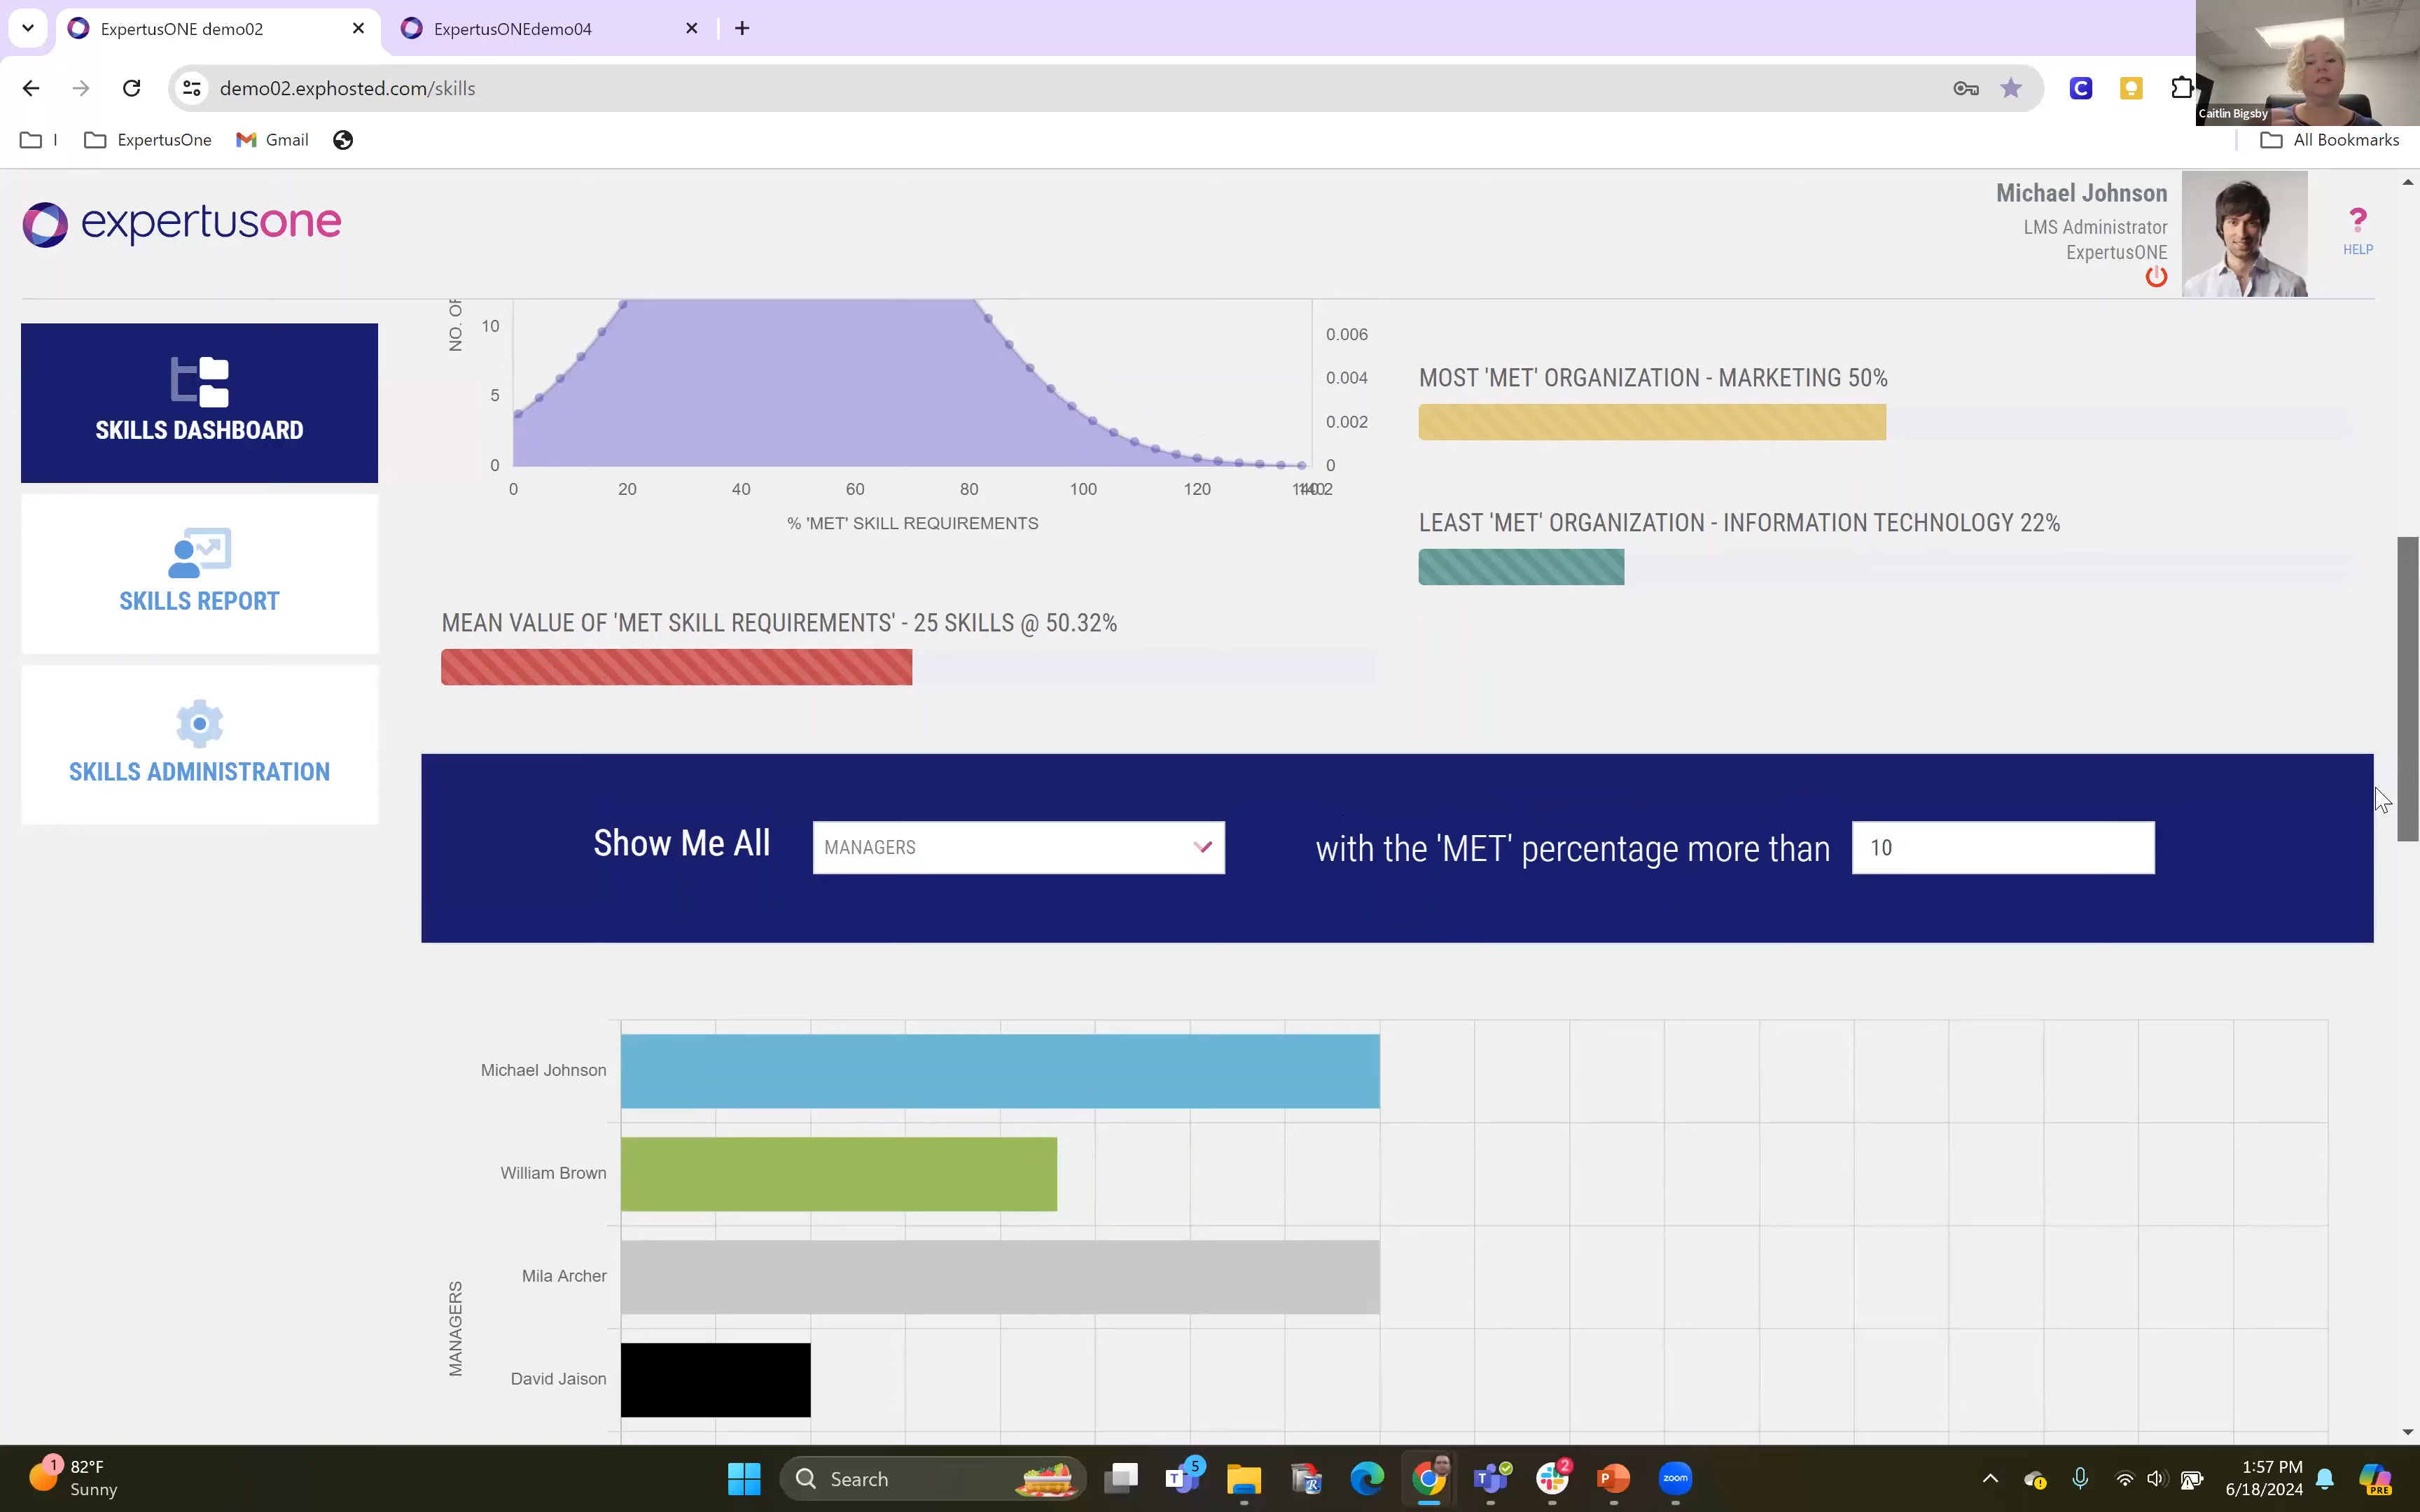 ExpertusONE demo02
ExpertusONEdemo04
demo02.exphosted.com/skills
Caitlin Bigsby
I
ExpertusOne
Gmail
All Bookmarks
expertusone
Michael Johnson
LMS Administrator
ExpertusONE
?
HELP
SKILLS DASHBOARD
SKILLS REPORT
SKILLS ADMINISTRATION
NO. OF
10
5
0
0.006
0.004
0.002
0
0 20 40 60 80 100 120
% 'MET' SKILL REQUIREMENTS
MOST 'MET' ORGANIZATION - MARKETING 50%
LEAST 'MET' ORGANIZATION - INFORMATION TECHNOLOGY 22%
MEAN VALUE OF 'MET SKILL REQUIREMENTS' - 25 SKILLS @ 50.32%
Show Me All MANAGERS with the 'MET' percentage more than 10
MANAGERS
Michael Johnson
William Brown
Mila Archer
David Jaison
1
82°F
Sunny
Search
5
2
zoom
1:57 PM
6/18/2024
PRE